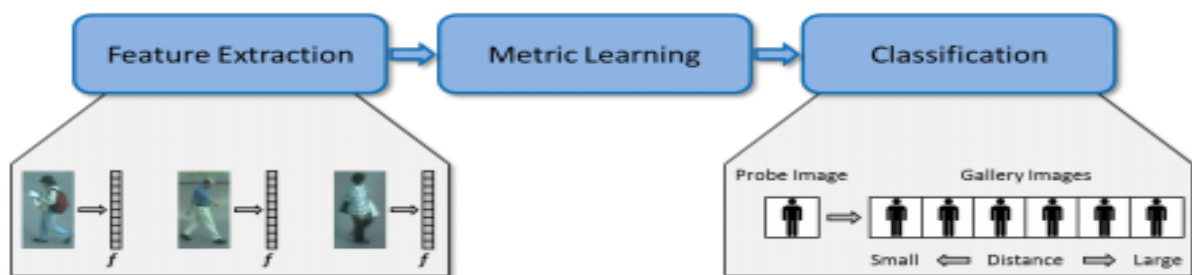 Feature Extraction
Metric Learning
Classification
f
f
f
Probe Image
Gallery Images
Small
Distance
Large